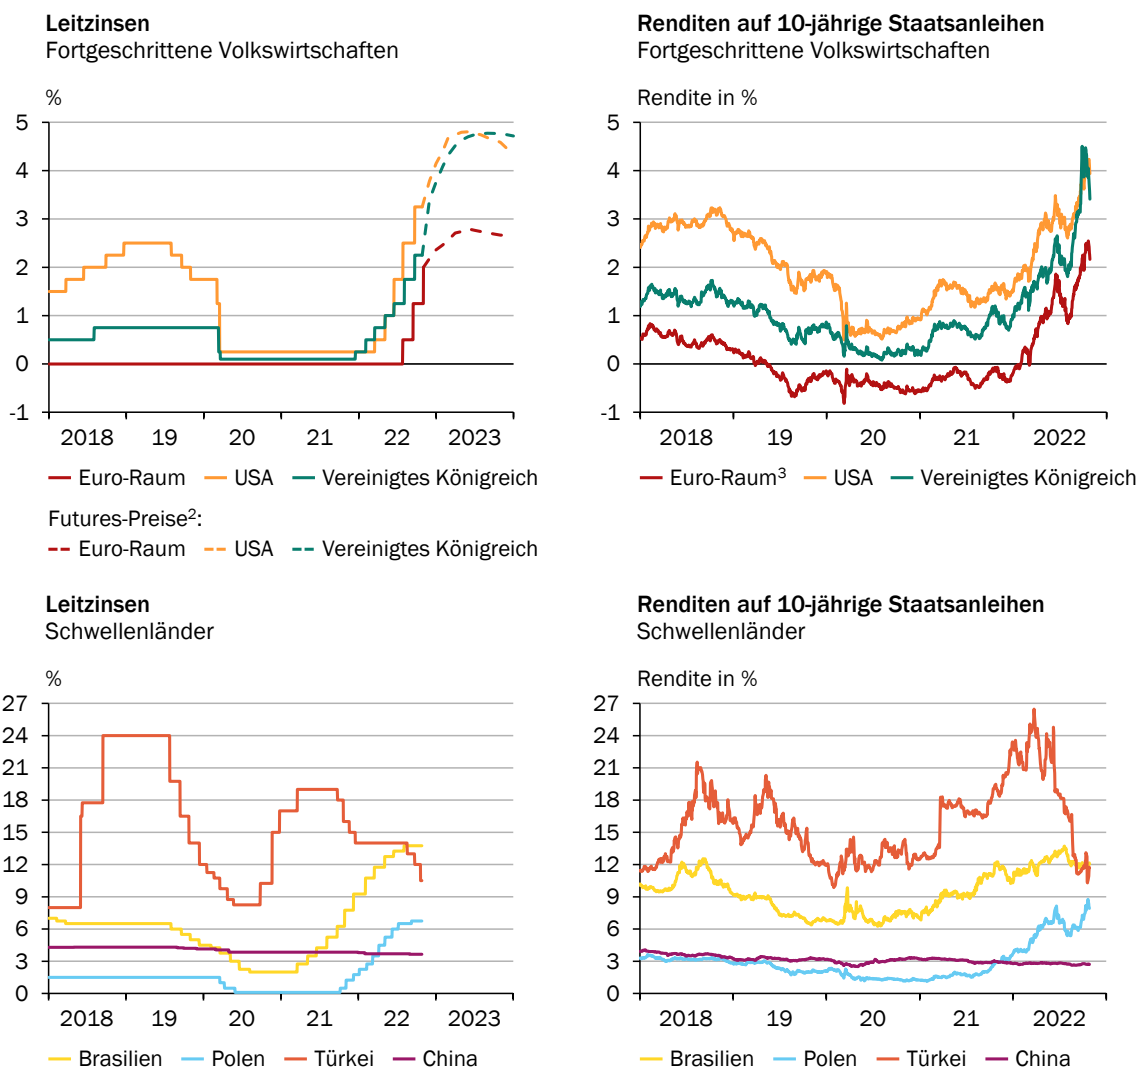 Leitzinsen
Fortgeschrittene Volkswirtschaften
%
5
4
3
2
1
0
-1
2018 19 20 21 22 2023
Euro-Raum USA Vereinigtes Königreich
Futures-Preise²:
Euro-Raum USA Vereinigtes Königreich
Renditen auf 10-jährige Staatsanleihen
Fortgeschrittene Volkswirtschaften
Rendite in %
5
4
3
2
1
0
-1
2018 19 20 21 2022
Euro-Raum³ USA Vereinigtes Königreich
Leitzinsen
Schwellenländer
%
27
24
21
18
15
12
9
6
3
0
2018 19 20 21 22 2023
Brasilien Polen Türkei China
Renditen auf 10-jährige Staatsanleihen
Schwellenländer
Rendite in %
27
24
21
18
15
12
9
6
3
0
2018 19 20 21 2022
Brasilien Polen Türkei China